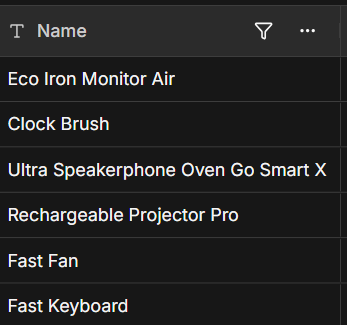 Name
Eco Iron Monitor Air
Clock Brush
Ultra Speakerphone Oven Go Smart X
Rechargeable Projector Pro
Fast Fan
Fast Keyboard